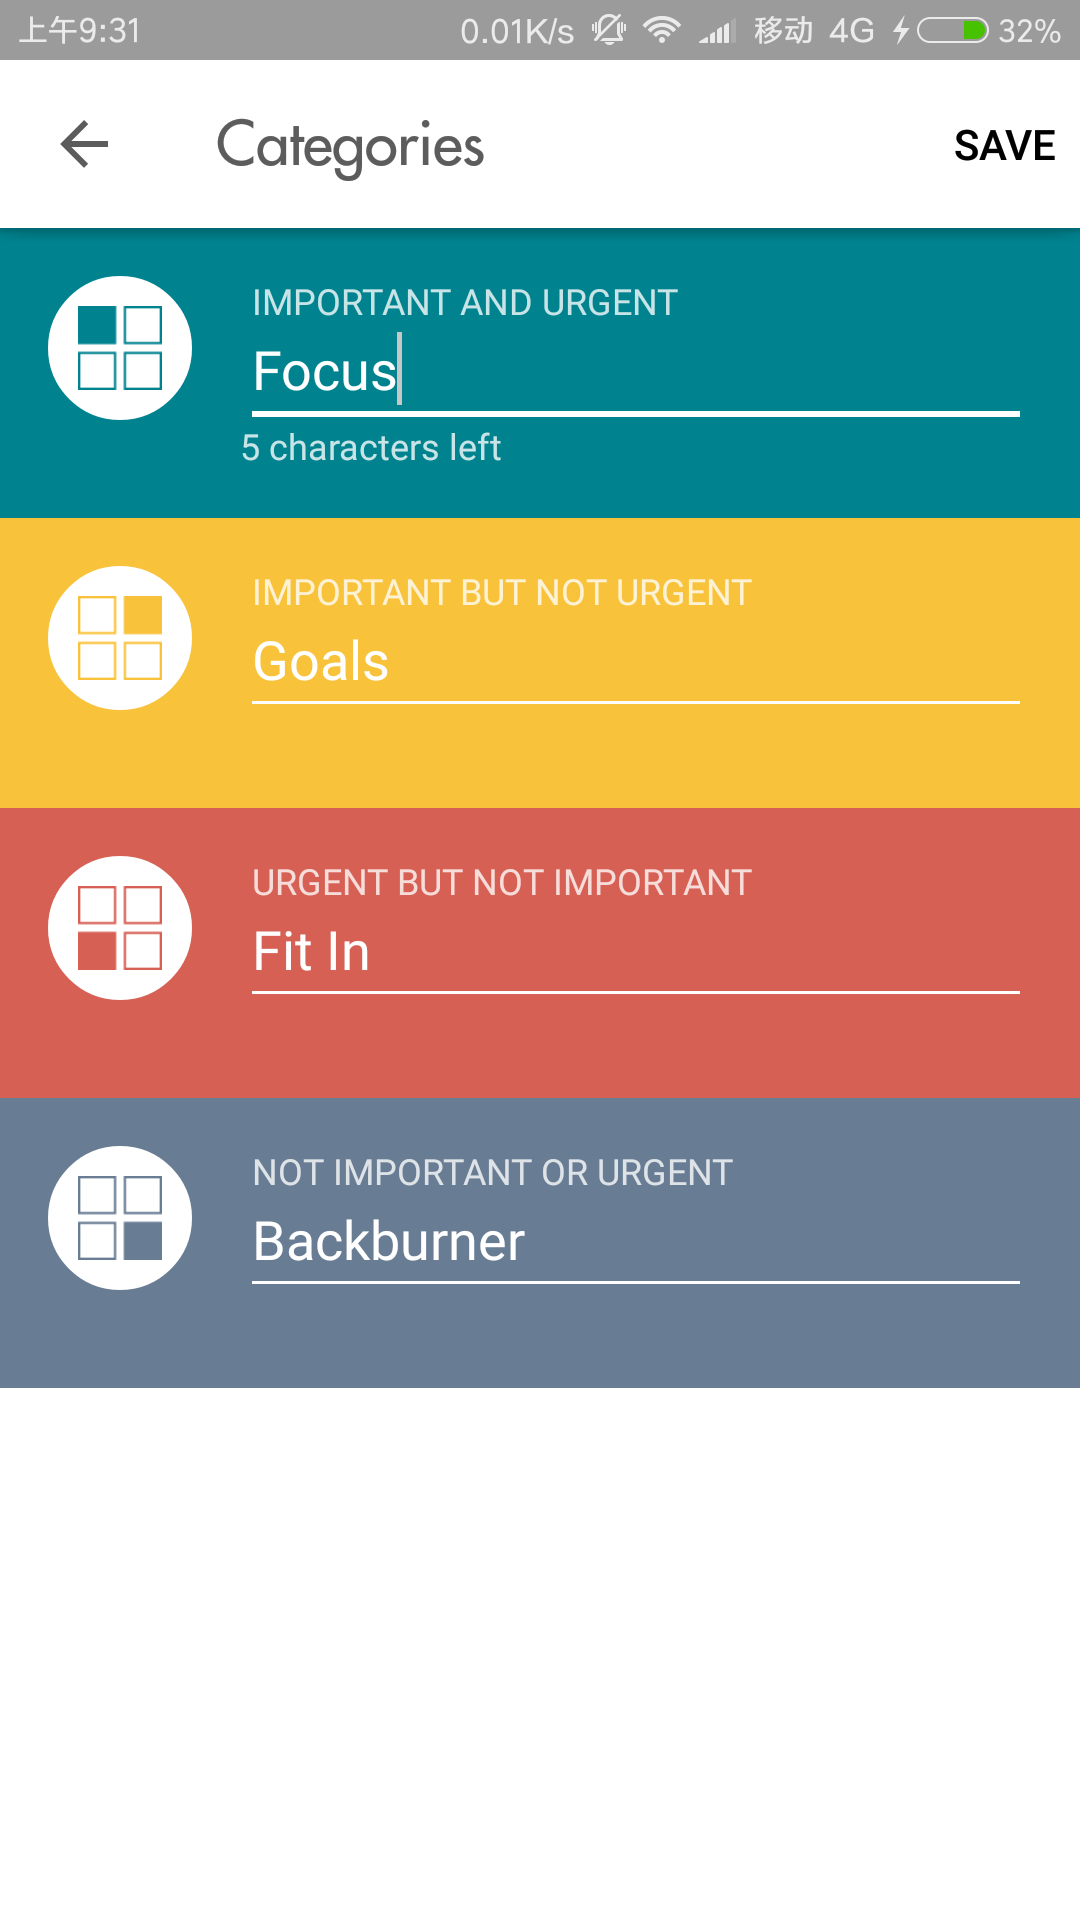 上午9:31 0.01K/s 移动 4G 32%
Categories SAVE
IMPORTANT AND URGENT
Focus
5 characters left
IMPORTANT BUT NOT URGENT
Goals
URGENT BUT NOT IMPORTANT
Fit In
NOT IMPORTANT OR URGENT
Backburner